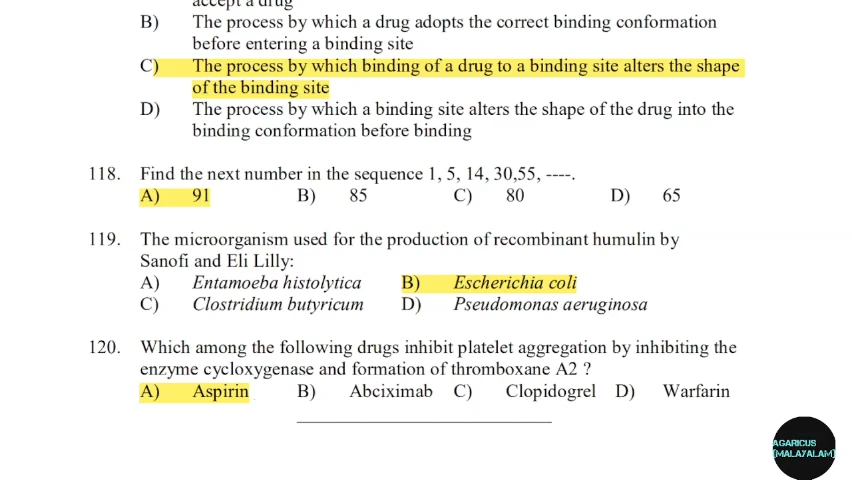 accept a drug
B) The process by which a drug adopts the correct binding conformation
before entering a binding site
C) The process by which binding of a drug to a binding site alters the shape
of the binding site
D) The process by which a binding site alters the shape of the drug into the
binding conformation before binding
118. Find the next number in the sequence 1, 5, 14, 30,55, ----.
A) 91 B) 85 C) 80 D) 65
119. The microorganism used for the production of recombinant humulin by
Sanofi and Eli Lilly:
A) Entamoeba histolytica B) Escherichia coli
C) Clostridium butyricum D) Pseudomonas aeruginosa
120. Which among the following drugs inhibit platelet aggregation by inhibiting the
enzyme cycloxygenase and formation of thromboxane A2 ?
A) Aspirin B) Abciximab C) Clopidogrel D) Warfarin
AGARICUS
(MALAYALAM)